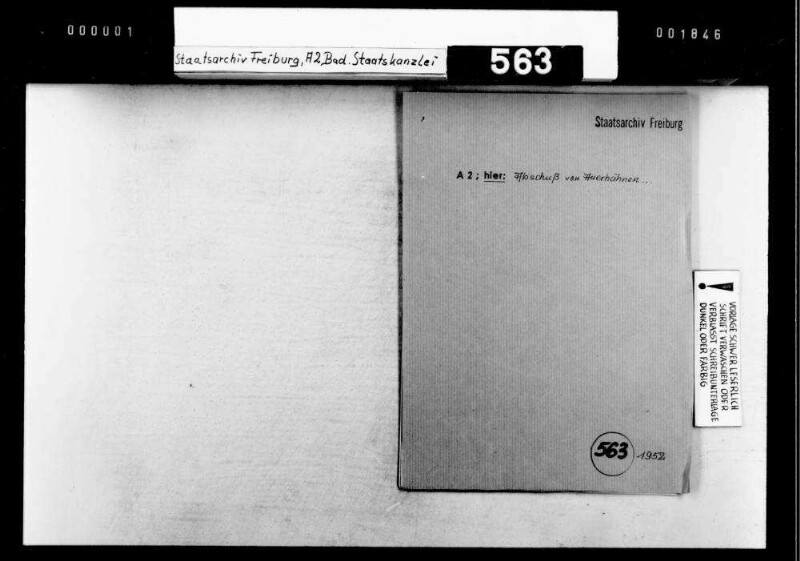 000001
001846
Staatsarchiv Freiburg, A2, Bad. Staatskanzlei
563
Staatsarchiv Freiburg
A 2 ; hier: Abschuß von Auerhähnen...
VORLAGE SCHWER LESERLICH
SCHRIFT VERWASCHEN ODER
VERBLASST SCHREIBUNTERLAGE
DUNKEL ODER FARBIG
563 1952